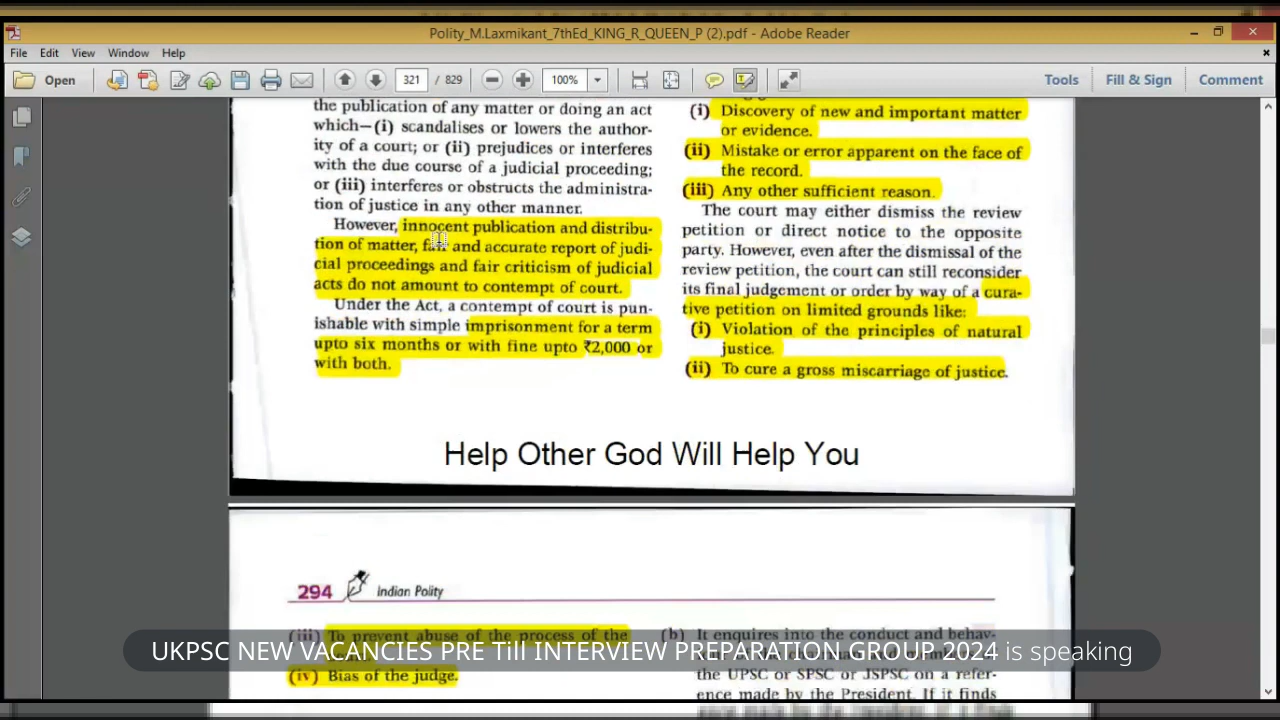 Polity_M.Laxmikant_7thEd_KING_R_QUEEN_P (2).pdf - Adobe Reader
File Edit View Window Help
Open 321 / 829 100% Tools Fill & Sign Comment
the publication of any matter or doing an act
which—(i) scandalises or lowers the author-
ity of a court; or (ii) prejudices or interferes
with the due course of a judicial proceeding;
or (iii) interferes or obstructs the administra-
tion of justice in any other manner.
However, innocent publication and distribu-
tion of matter, fair and accurate report of judi-
cial proceedings and fair criticism of judicial
acts do not amount to contempt of court.
Under the Act, a contempt of court is pun-
ishable with simple imprisonment for a term
upto six months or with fine upto ₹2,000 or
with both.
(i) Discovery of new and important matter
or evidence.
(ii) Mistake or error apparent on the face of
the record.
(iii) Any other sufficient reason.
The court may either dismiss the review
petition or direct notice to the opposite
party. However, even after the dismissal of the
review petition, the court can still reconsider
its final judgement or order by way of a cura-
tive petition on limited grounds like:
(i) Violation of the principles of natural
justice.
(ii) To cure a gross miscarriage of justice.
Help Other God Will Help You
294 Indian Polity
(iii) To prevent abuse of the process of the
(iv) Bias of the judge.
(b) It enquires into the conduct and behav-
the UPSC or SPSC or JSPSC on a refer-
ence made by the President. If it finds
UKPSC NEW VACANCIES PRE Till INTERVIEW PREPARATION GROUP 2024 is speaking